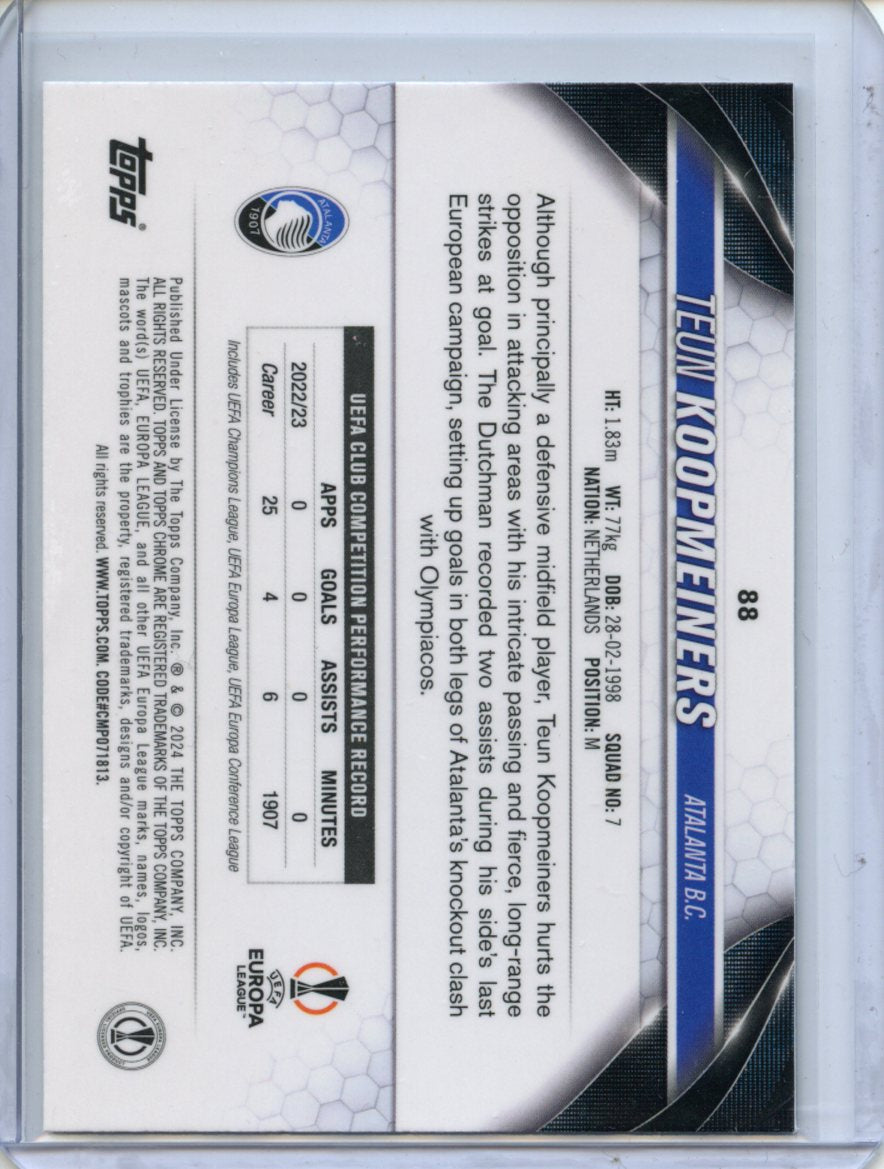 88
TEUN KOOPMEINERS ATALANTA B.C.
HT: 1.83m WT: 77kg DOB: 28-02-1998 SQUAD NO: 7
NATION: NETHERLANDS POSITION: M
Although principally a defensive midfield player, Teun Koopmeiners hurts the
opposition in attacking areas with his intricate passing and fierce, long-range
strikes at goal. The Dutchman recorded two assists during his side's last
European campaign, setting up goals in both legs of Atalanta's knockout clash
with Olympiacos.
UEFA CLUB COMPETITION PERFORMANCE RECORD
APPS GOALS ASSISTS MINUTES
2022/23 0 0 0 0
Career 25 4 6 1907
Includes UEFA Champions League, UEFA Europa League, UEFA Europa Conference League
ATALANTA
1907
UEFA
EUROPA
LEAGUE™
topps®
Published Under License by The Topps Company, Inc. ® & © 2024 THE TOPPS COMPANY, INC.
ALL RIGHTS RESERVED. TOPPS AND TOPPS CHROME ARE REGISTERED TRADEMARKS OF THE TOPPS COMPANY, INC.
The word(s) UEFA, EUROPA LEAGUE, and all other UEFA Europa League marks, names, logos,
mascots and trophies are the property, registered trademarks, designs and/or copyright of UEFA.
All rights reserved. WWW.TOPPS.COM. CODE#CMP071813.